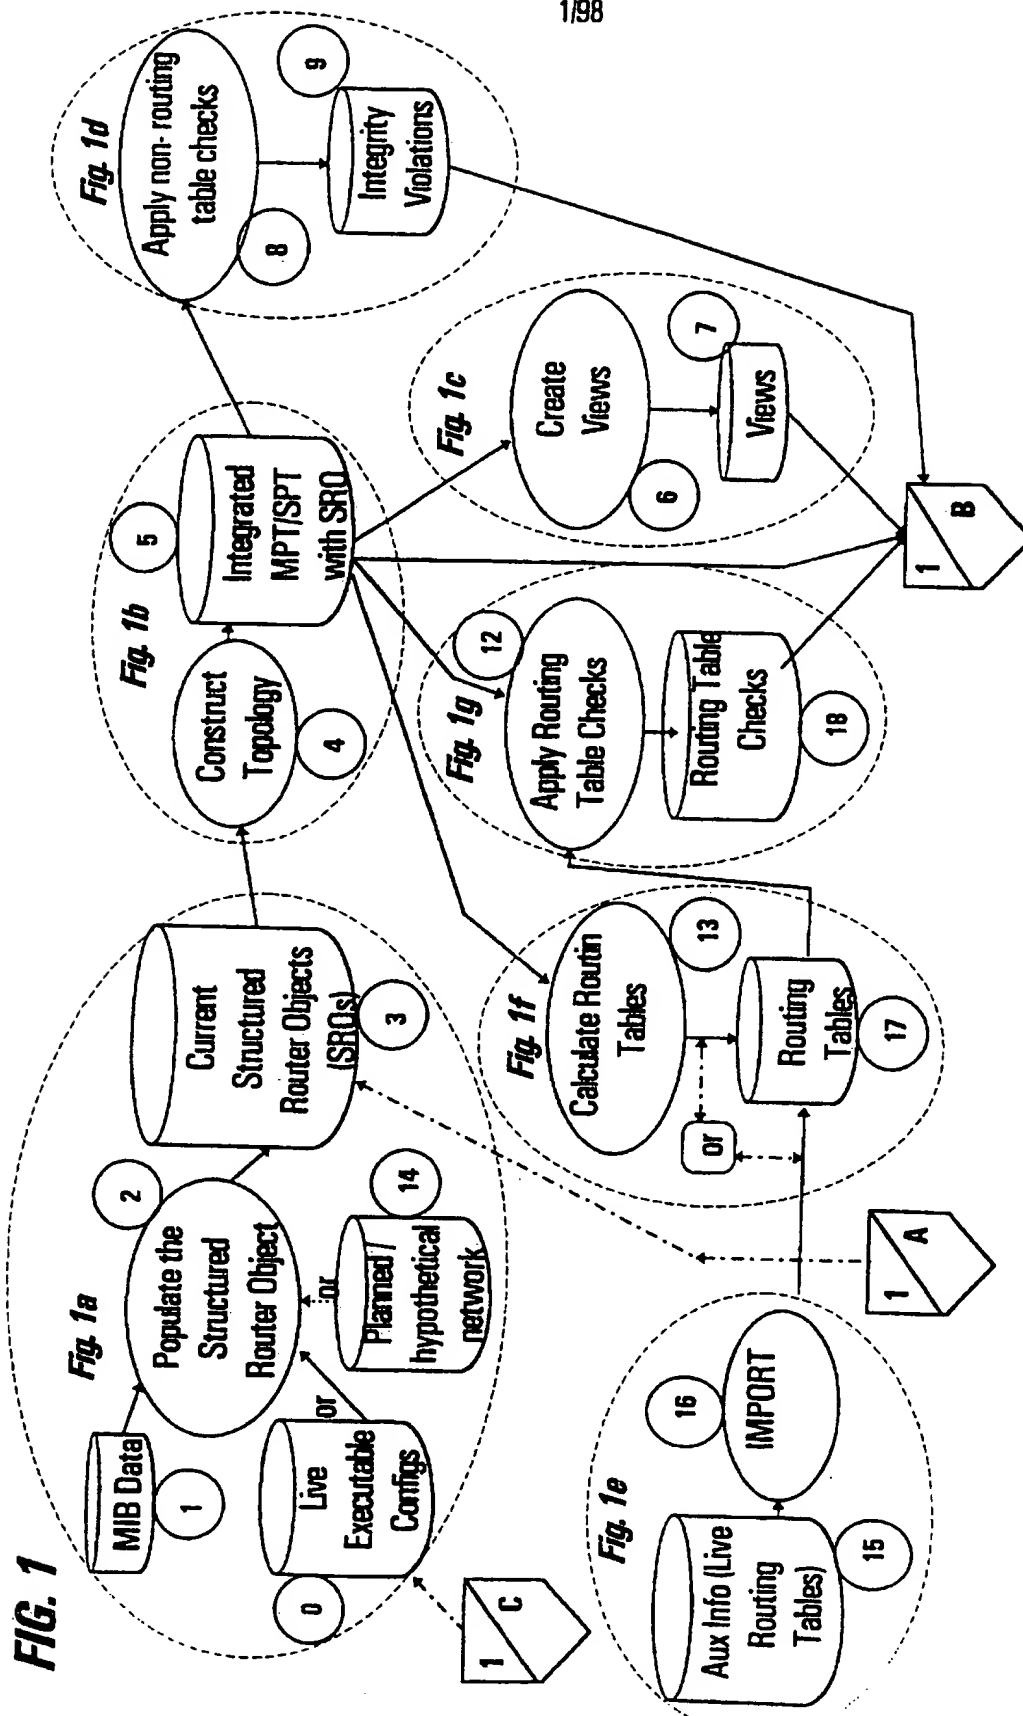 1/98
FIG. 1
Fig. 1a
MIB Data
1
Populate the
Structured
Router Object
2
Live
Executable
Configs
0
or
or
Planned /
hypothetical
network
14
Current
Structured
Router Objects
(SROs)
3
Fig. 1b
Construct
Topology
4
Integrated
MPT/SPT
with SRO
5
Fig. 1d
Apply non-routing
table checks
8
Integrity
Violations
9
Fig. 1c
Create
Views
6
Views
7
Fig. 1g
Apply Routing
Table Checks
12
Routing Table
Checks
18
Fig. 1f
Calculate Routin
Tables
13
or
Routing
Tables
17
Fig. 1e
Aux Info (Live
Routing
Tables)
15
IMPORT
16
1
C
1
A
1
B